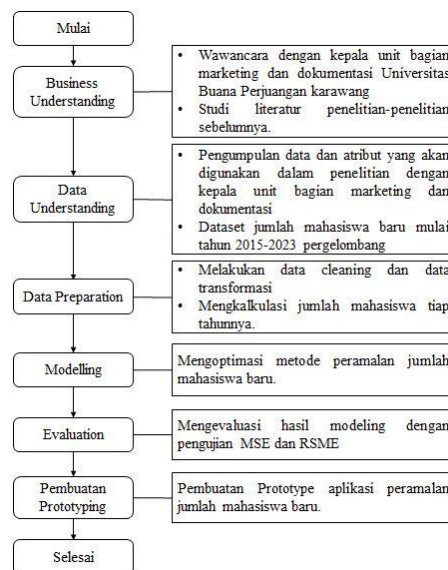 Mulai
Business
Understanding
• Wawancara dengan kepala unit bagian
marketing dan dokumentasi Universitas
Buana Perjuangan karawang
• Studi literatur penelitian-penelitian
sebelumnya.
Data
Understanding
• Pengumpulan data dan atribut yang akan
digunakan dalam penelitian dengan
kepala unit bagian marketing dan
dokumentasi
• Dataset jumlah mahasiswa baru mulai
tahun 2015-2023 pergelombang
Data Preparation
• Melakukan data cleaning dan data
transformasi
• Mengkalkulasi jumlah mahasiswa tiap
tahunnya.
Modelling
Mengoptimasi metode peramalan jumlah
mahasiswa baru.
Evaluation
Mengevaluasi hasil modeling dengan
pengujian MSE dan RSME
Pembuatan
Prototyping
Pembuatan Prototype aplikasi peramalan
jumlah mahasiswa baru.
Selesai